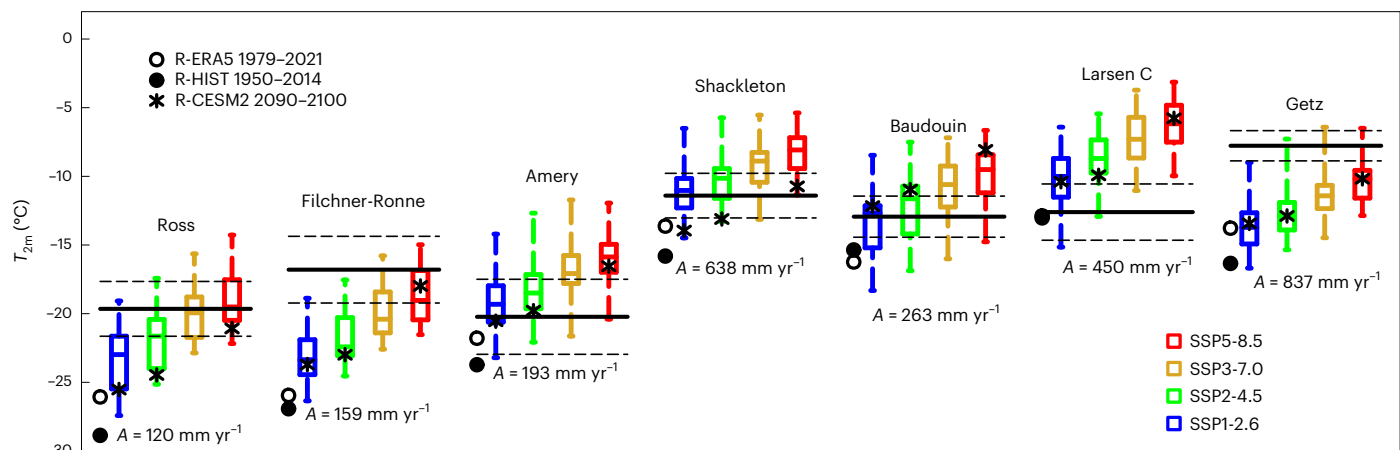 0
−5
−10
−15
−20
−25
−30
T2m (°C)
R-ERA5 1979–2021
R-HIST 1950–2014
R-CESM2 2090–2100
Ross
A = 120 mm yr−1
Filchner-Ronne
A = 159 mm yr−1
Amery
A = 193 mm yr−1
Shackleton
A = 638 mm yr−1
Baudouin
A = 263 mm yr−1
Larsen C
A = 450 mm yr−1
Getz
A = 837 mm yr−1
SSP5-8.5
SSP3-7.0
SSP2-4.5
SSP1-2.6